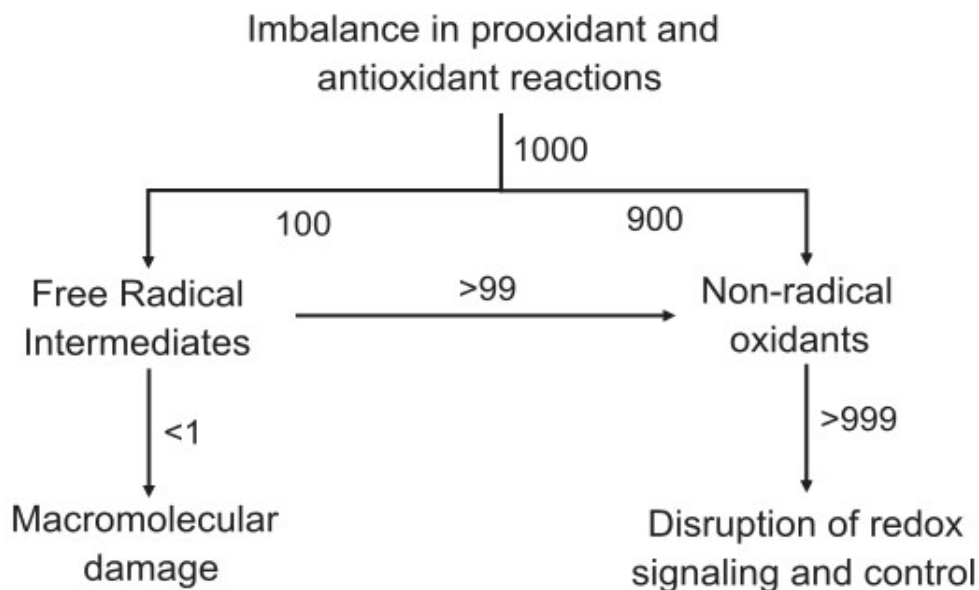 Imbalance in prooxidant and
antioxidant reactions
1000
100
900
Free Radical
Intermediates
>99
Non-radical
oxidants
<1
>999
Macromolecular
damage
Disruption of redox
signaling and control